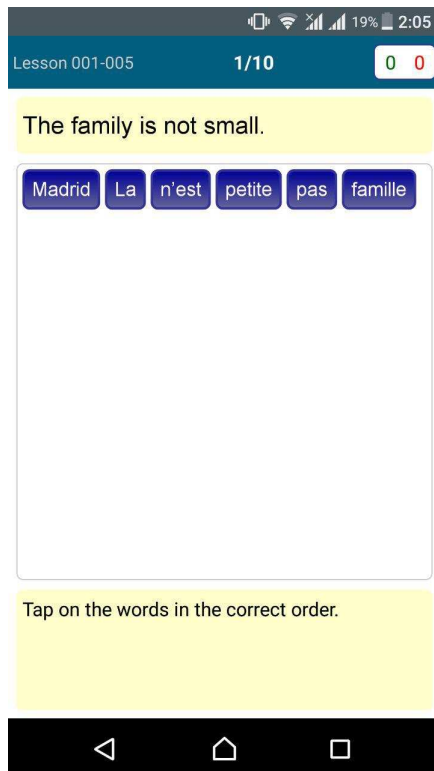 19% 2:05
Lesson 001-005 1/10 0 0
The family is not small.
Madrid La n'est petite pas famille
Tap on the words in the correct order.